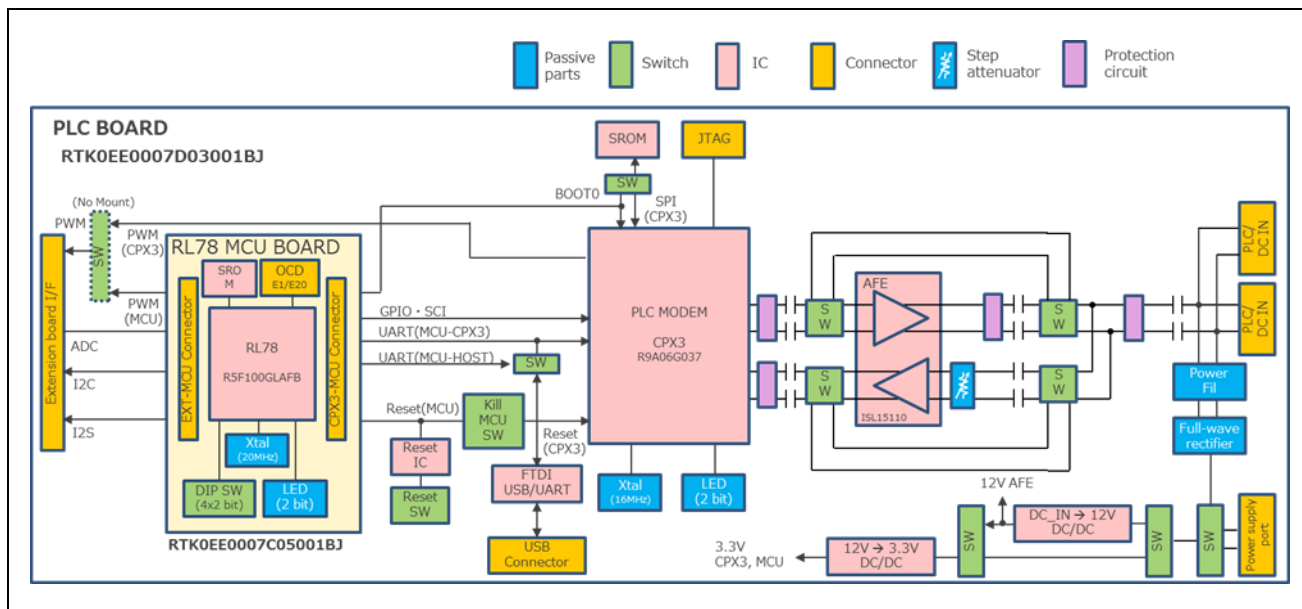 Passive
parts
Switch
IC
Connector
Step
attenuator
Protection
circuit
PLC BOARD
RTK0EE0007D03001BJ
SROM
JTAG
SW
BOOT0
SPI
(CPX3)
(No Mount)
PWM
SW
PWM
(CPX3)
PWM
(MCU)
Extension board I/F
ADC
I2C
I2S
RL78 MCU BOARD
SRO
M
OCD
E1/E20
EXT-MCU Connector
CPX3-MCU Connector
RL78
R5F100GLAFB
Xtal
(20MHz)
DIP SW
(4x2 bit)
LED
(2 bit)
RTK0EE0007C05001BJ
GPIO・SCI
UART(MCU-CPX3)
UART(MCU-HOST)
SW
Reset(MCU)
Kill
MCU
SW
Reset
(CPX3)
Reset
IC
Reset
SW
FTDI
USB/UART
USB
Connector
PLC MODEM
CPX3
R9A06G037
Xtal
(16MHz)
LED
(2 bit)
S
W
S
W
AFE
ISL15110
S
W
S
W
PLC/
DC IN
PLC/
DC IN
Power
Fil
Full-wave
rectifier
12V AFE
DC_IN → 12V
DC/DC
SW
SW
SW
Power supply
port
3.3V
CPX3, MCU
12V → 3.3V
DC/DC